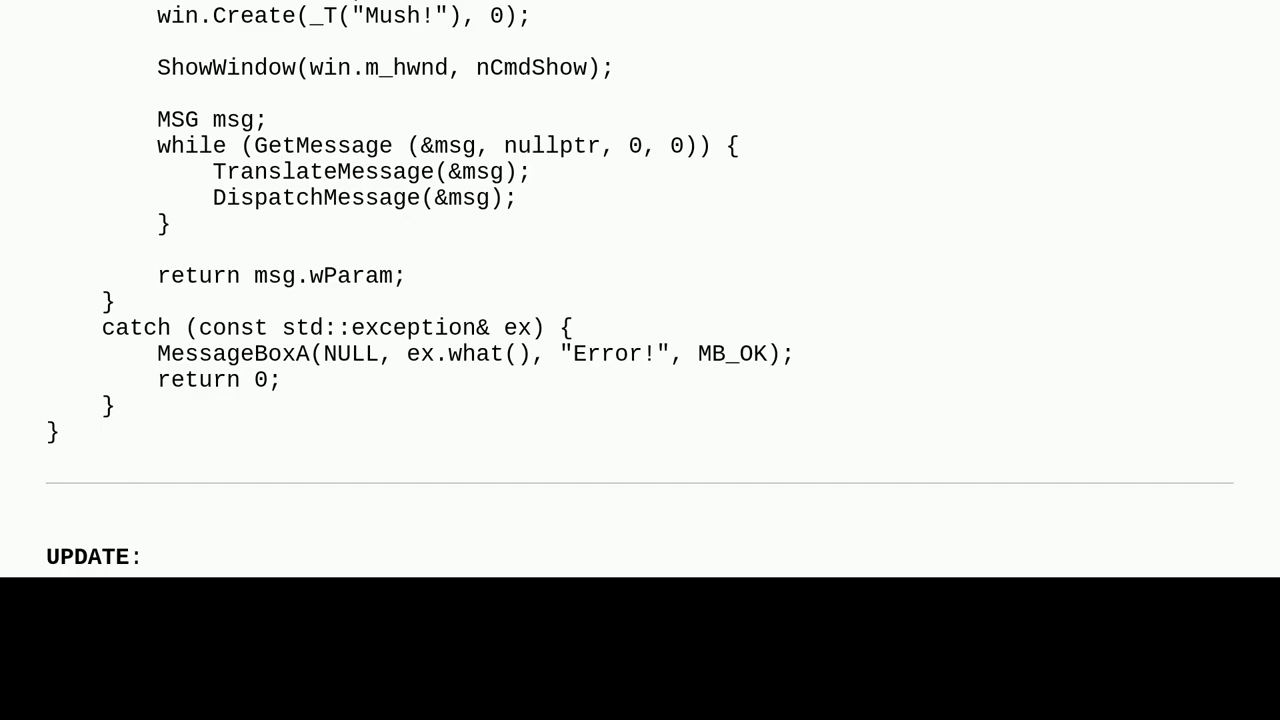 win.Create(_T("Mush!"), 0);
ShowWindow(win.m_hwnd, nCmdShow);
MSG msg;
while (GetMessage (&msg, nullptr, 0, 0)) {
TranslateMessage(&msg);
DispatchMessage(&msg);
}
return msg.wParam;
}
catch (const std::exception& ex) {
MessageBoxA(NULL, ex.what(), "Error!", MB_OK);
return 0;
}
}
UPDATE: